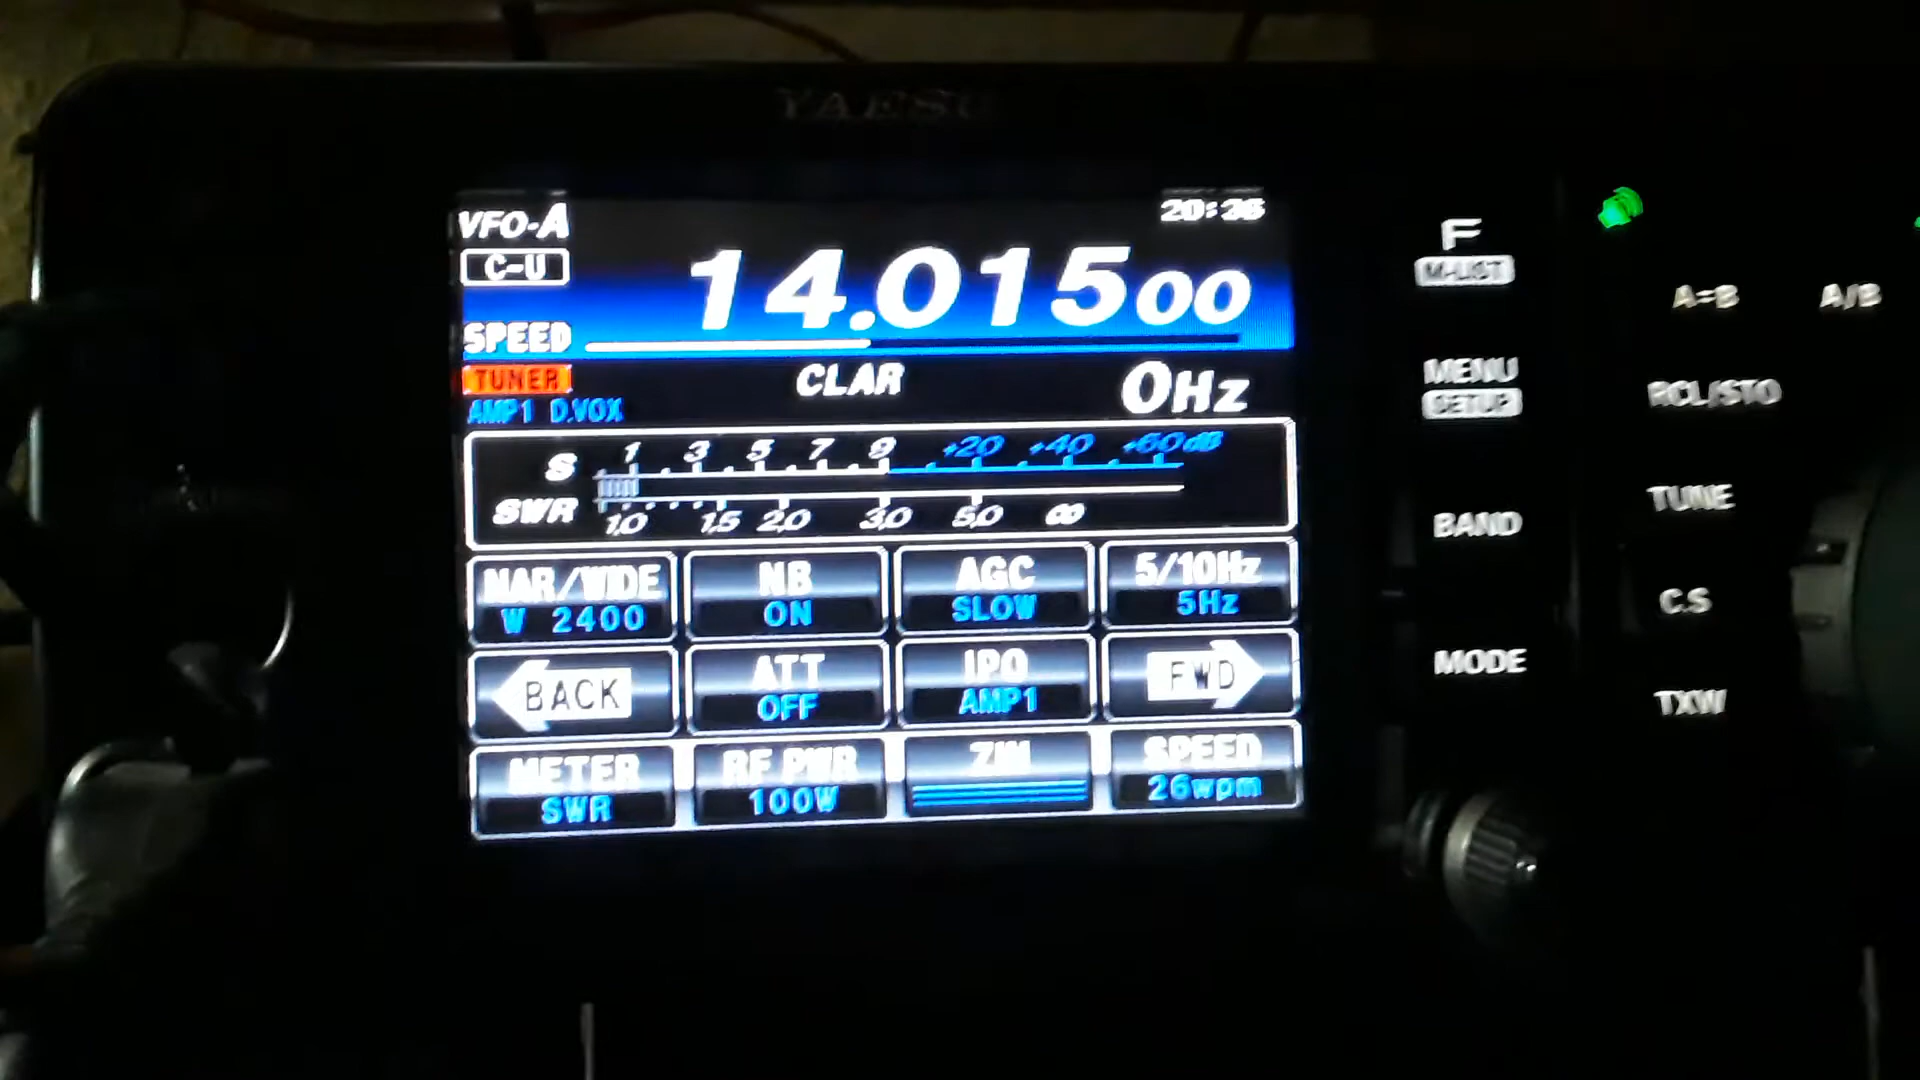 YAESU
VFO-A
20:36
C-U
14.015 00
SPEED
TUNER
CLAR
0Hz
AMP1 D.VOX
S 1 3 5 7 9 +20 +40 +60dB
SWR 1.0 1.5 2.0 3.0 5.0 ∞
NAR/WIDE
W 2400
NB
ON
AGC
SLOW
5/10Hz
5Hz
BACK
ATT
OFF
IPO
AMP1
FWD
METER
SWR
RF PWR
100W
ZIN
SPEED
26wpm
F
M-LIST
MENU
SETUP
BAND
MODE
A=B
A/B
RCL/STO
TUNE
C.S
TXW